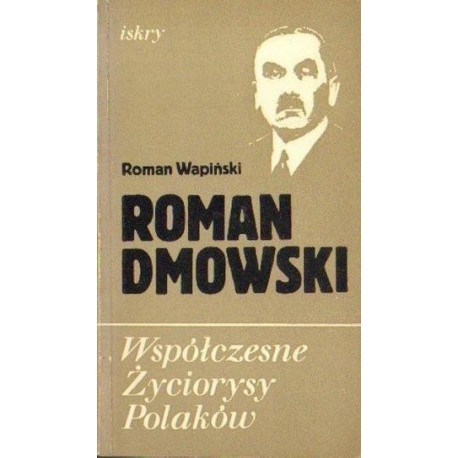 iskry
Roman Wapiński
ROMAN
DMOWSKI
Współczesne
Życiorysy
Polaków